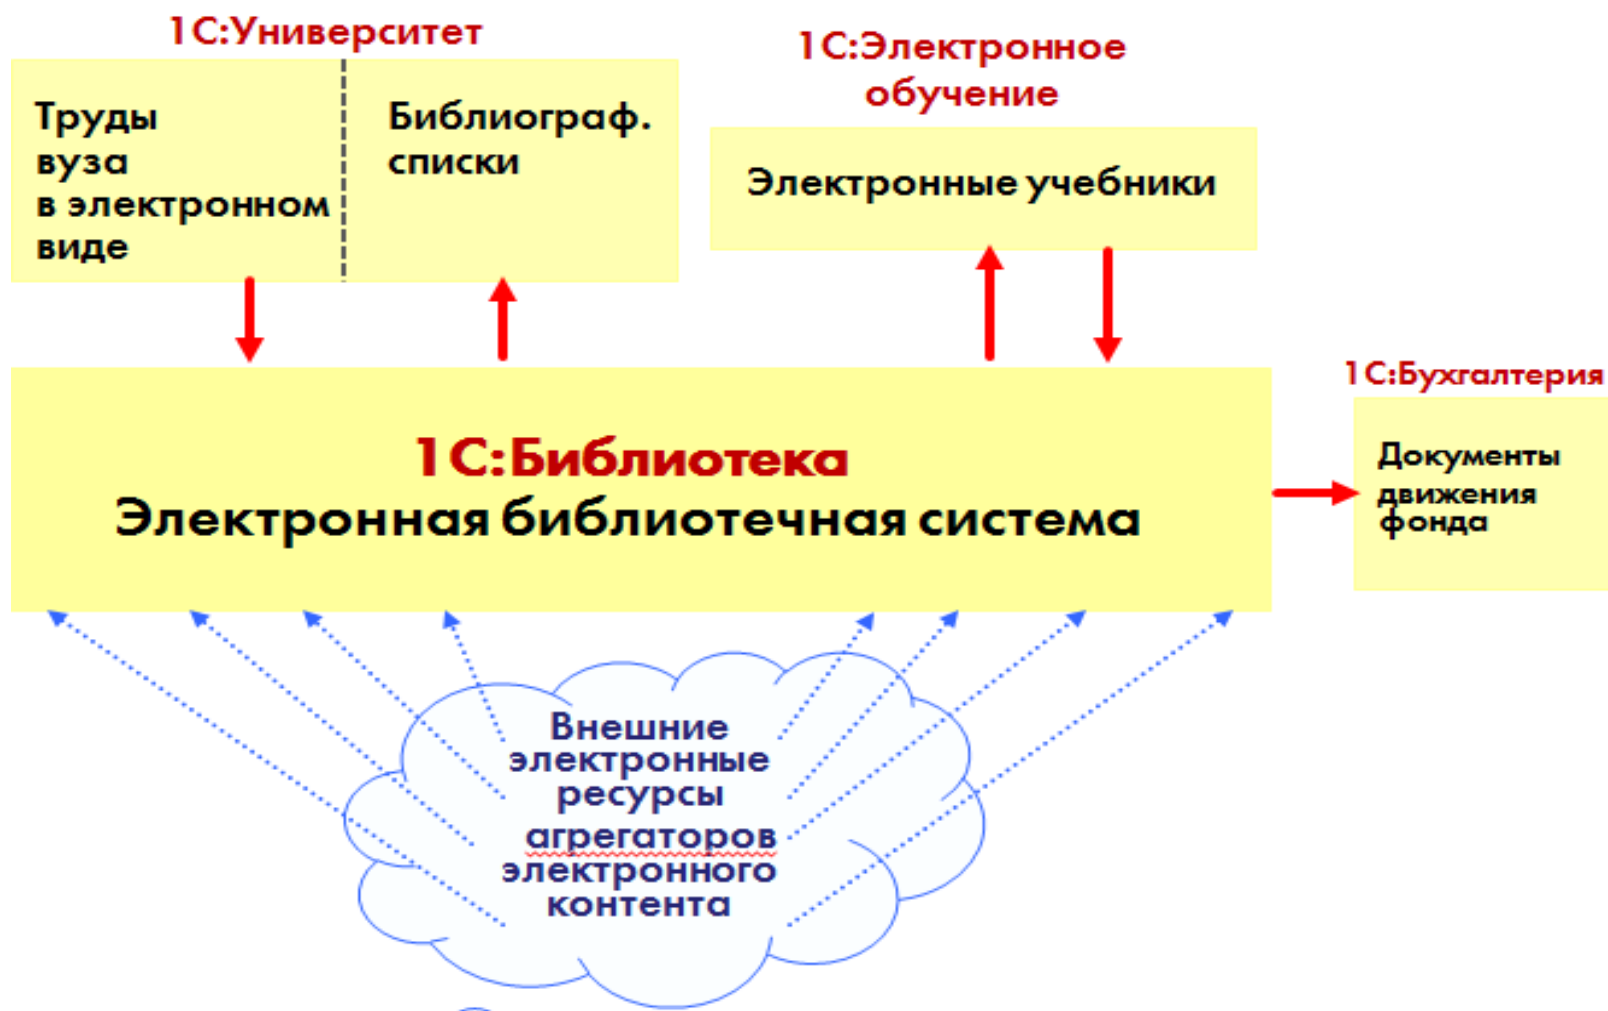 1С:Университет
Труды
вуза
в электронном
виде
Библиограф.
списки
1С:Электронное
обучение
Электронные учебники
1С:Библиотека
Электронная библиотечная система
1С:Бухгалтерия
Документы
движения
фонда
Внешние
электронные
ресурсы
агрегаторов
электронного
контента